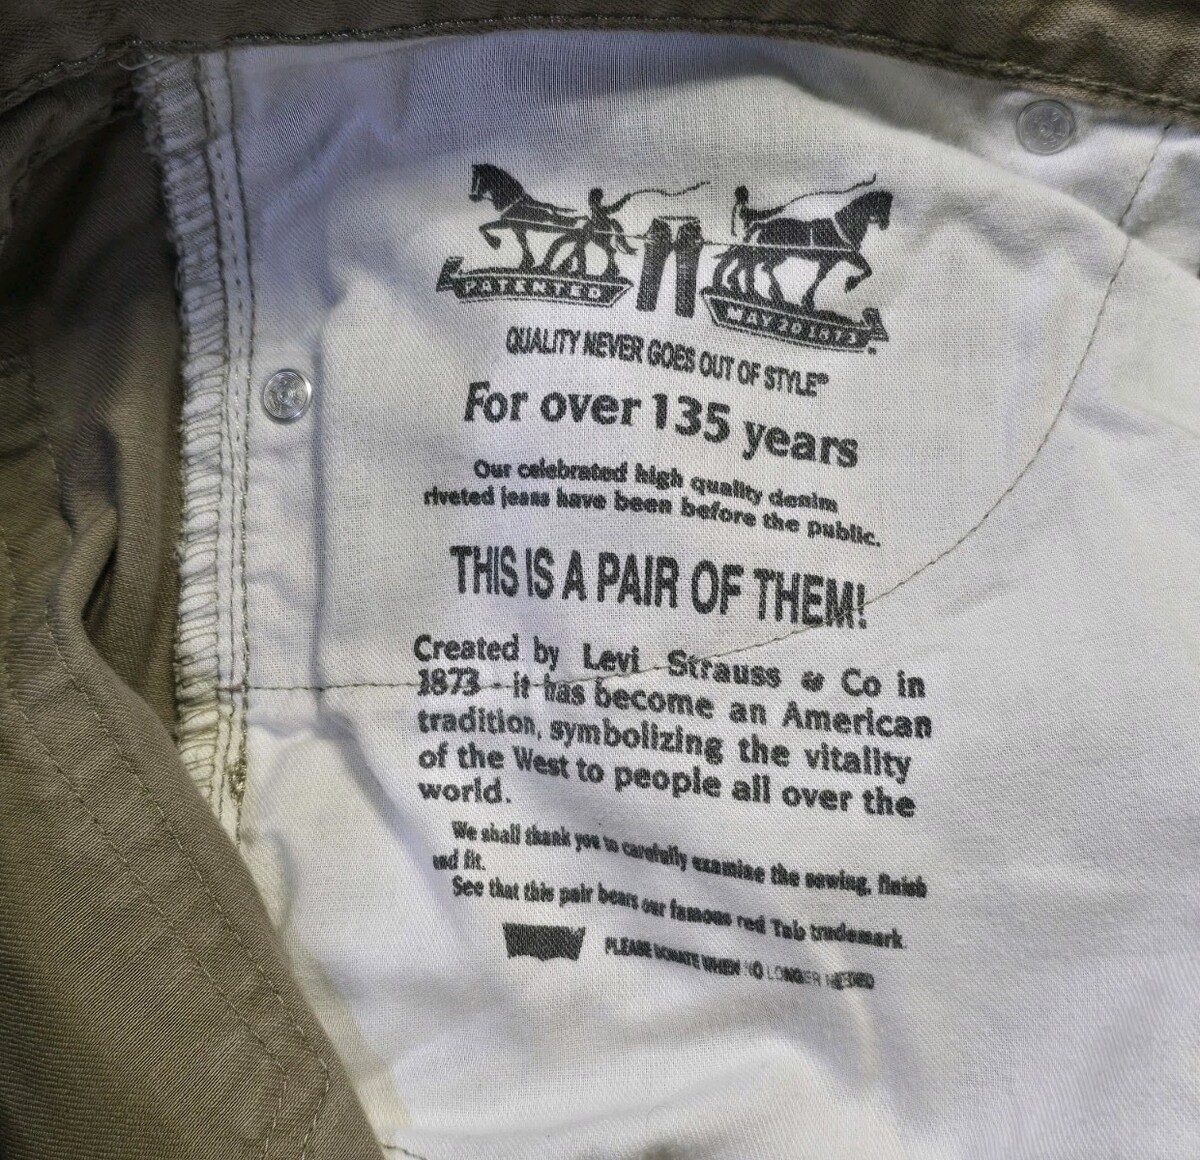 PATENTED
MAY 20 1873
QUALITY NEVER GOES OUT OF STYLE®
For over 135 years
Our celebrated high quality denim
riveted jeans have been before the public.
THIS IS A PAIR OF THEM!
Created by Levi Strauss & Co in
1873 - it has become an American
tradition, symbolizing the vitality
of the West to people all over the
world.
We shall thank you to carefully examine the sewing, finish
and fit.
See that this pair bears our famous red Tab trademark.
PLEASE DONATE WHEN NO LONGER NEEDED